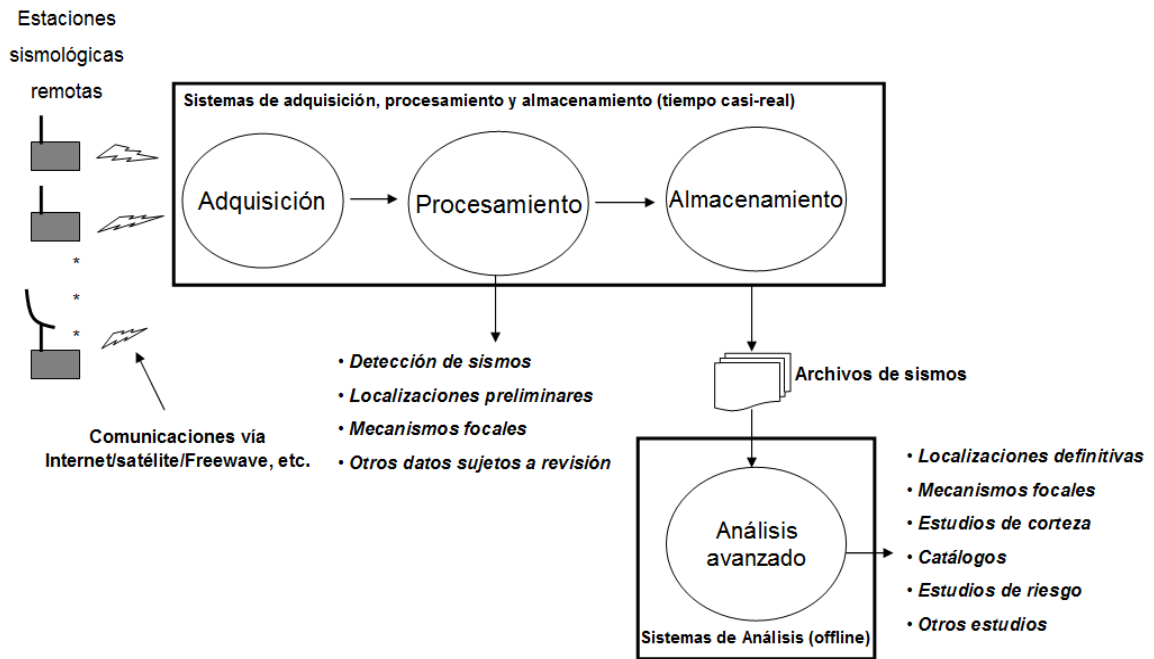 Estaciones
sismológicas
remotas
Sistemas de adquisición, procesamiento y almacenamiento (tiempo casi-real)
Adquisición
Procesamiento
Almacenamiento
*
*
*
Comunicaciones vía
Internet/satélite/Freewave, etc.
• Detección de sismos
• Localizaciones preliminares
• Mecanismos focales
• Otros datos sujetos a revisión
Archivos de sismos
Análisis
avanzado
Sistemas de Análisis (offline)
• Localizaciones definitivas
• Mecanismos focales
• Estudios de corteza
• Catálogos
• Estudios de riesgo
• Otros estudios